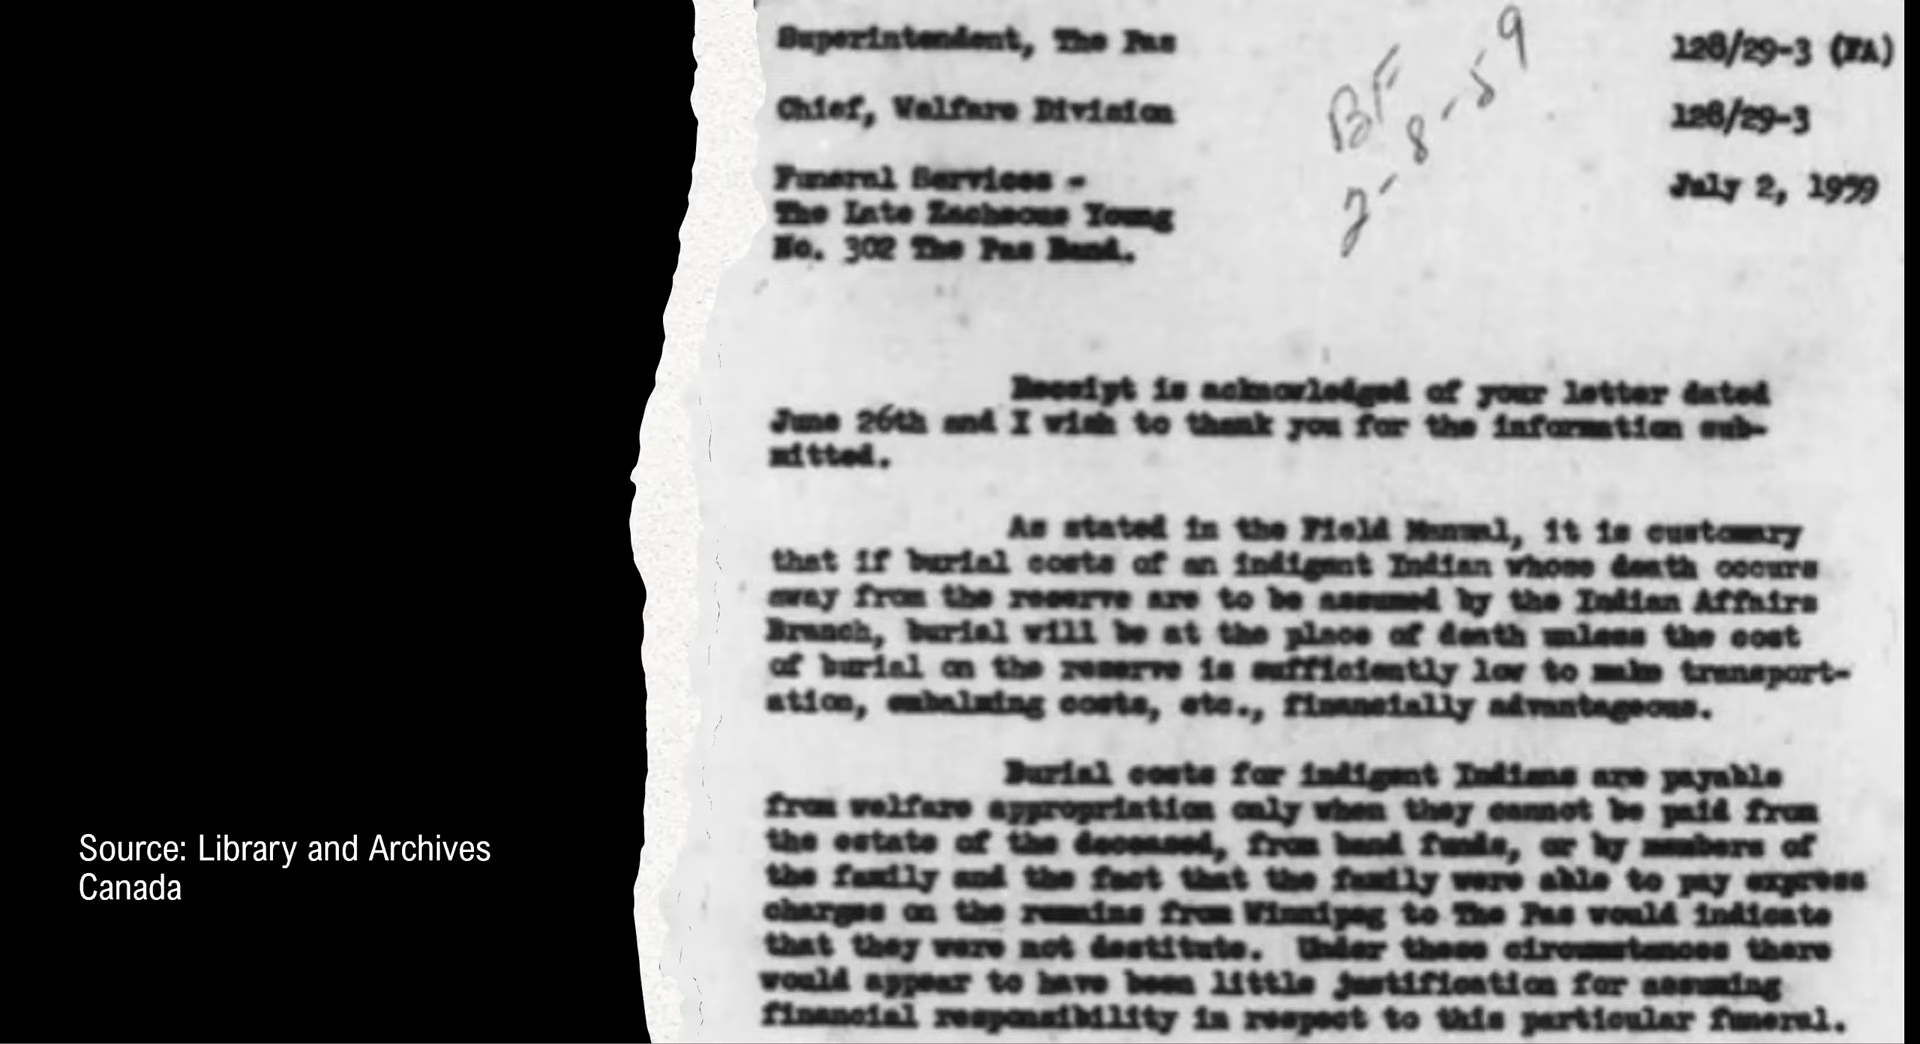 Superintendent, The Pas
128/29-3 (FA)
Chief, Welfare Division
128/29-3
BF
2-8-59
Funeral Services -
July 2, 1959
The Late Zacheous Young
No. 302 The Pas Band.
Receipt is acknowledged of your letter dated
June 26th and I wish to thank you for the information sub-
mitted.
As stated in the Field Manual, it is customary
that if burial costs of an indigent Indian whose death occurs
away from the reserve are to be assumed by the Indian Affairs
Branch, burial will be at the place of death unless the cost
of burial on the reserve is sufficiently low to make transport-
ation, embalming costs, etc., financially advantageous.
Burial costs for indigent Indians are payable
from welfare appropriation only when they cannot be paid from
the estate of the deceased, from band funds, or by members of
the family and the fact that the family were able to pay express
charges on the remains from Winnipeg to The Pas would indicate
that they were not destitute. Under these circumstances there
would appear to have been little justification for assuming
financial responsibility in respect to this particular funeral.
Source: Library and Archives
Canada